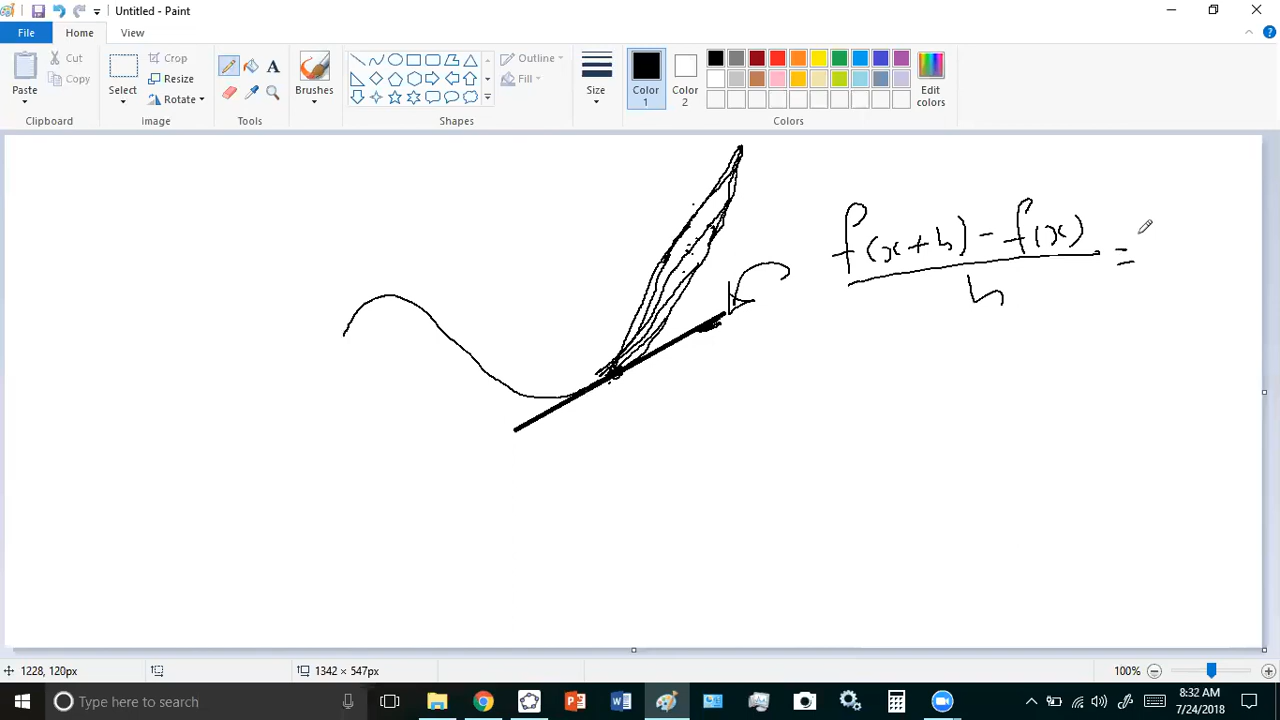 Untitled - Paint
File
Home
View
Paste
Cut
Copy
Clipboard
Select
Crop
Resize
Rotate
Image
A
Tools
Brushes
Outline
Fill
Shapes
Size
Color 1
Color 2
Edit colors
Colors
f(x+h) - f(x) =
h
1228, 120px
1342 × 547px
100%
Type here to search
8:32 AM
7/24/2018